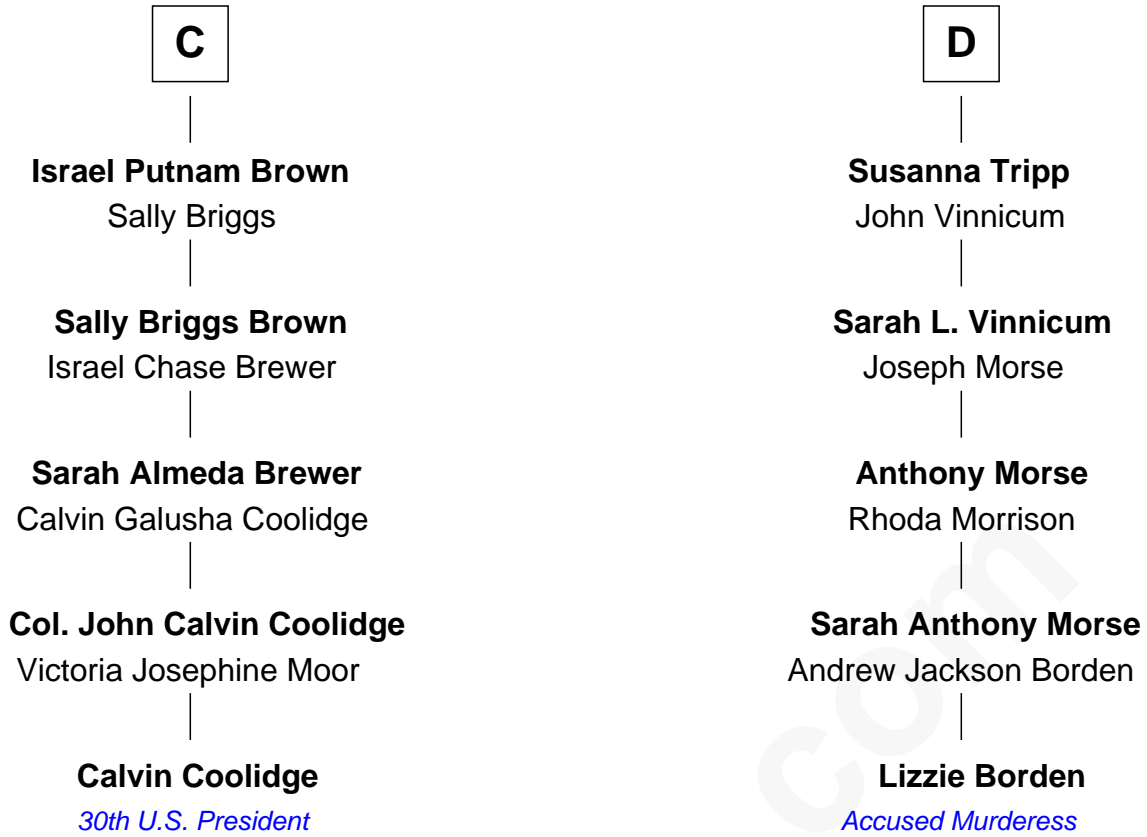 C
Israel Putnam Brown
Sally Briggs
Sally Briggs Brown
Israel Chase Brewer
Sarah Almeda Brewer
Calvin Galusha Coolidge
Col. John Calvin Coolidge
Victoria Josephine Moor
Calvin Coolidge
30th U.S. President
D
Susanna Tripp
John Vinnicum
Sarah L. Vinnicum
Joseph Morse
Anthony Morse
Rhoda Morrison
Sarah Anthony Morse
Andrew Jackson Borden
Lizzie Borden
Accused Murderess
com